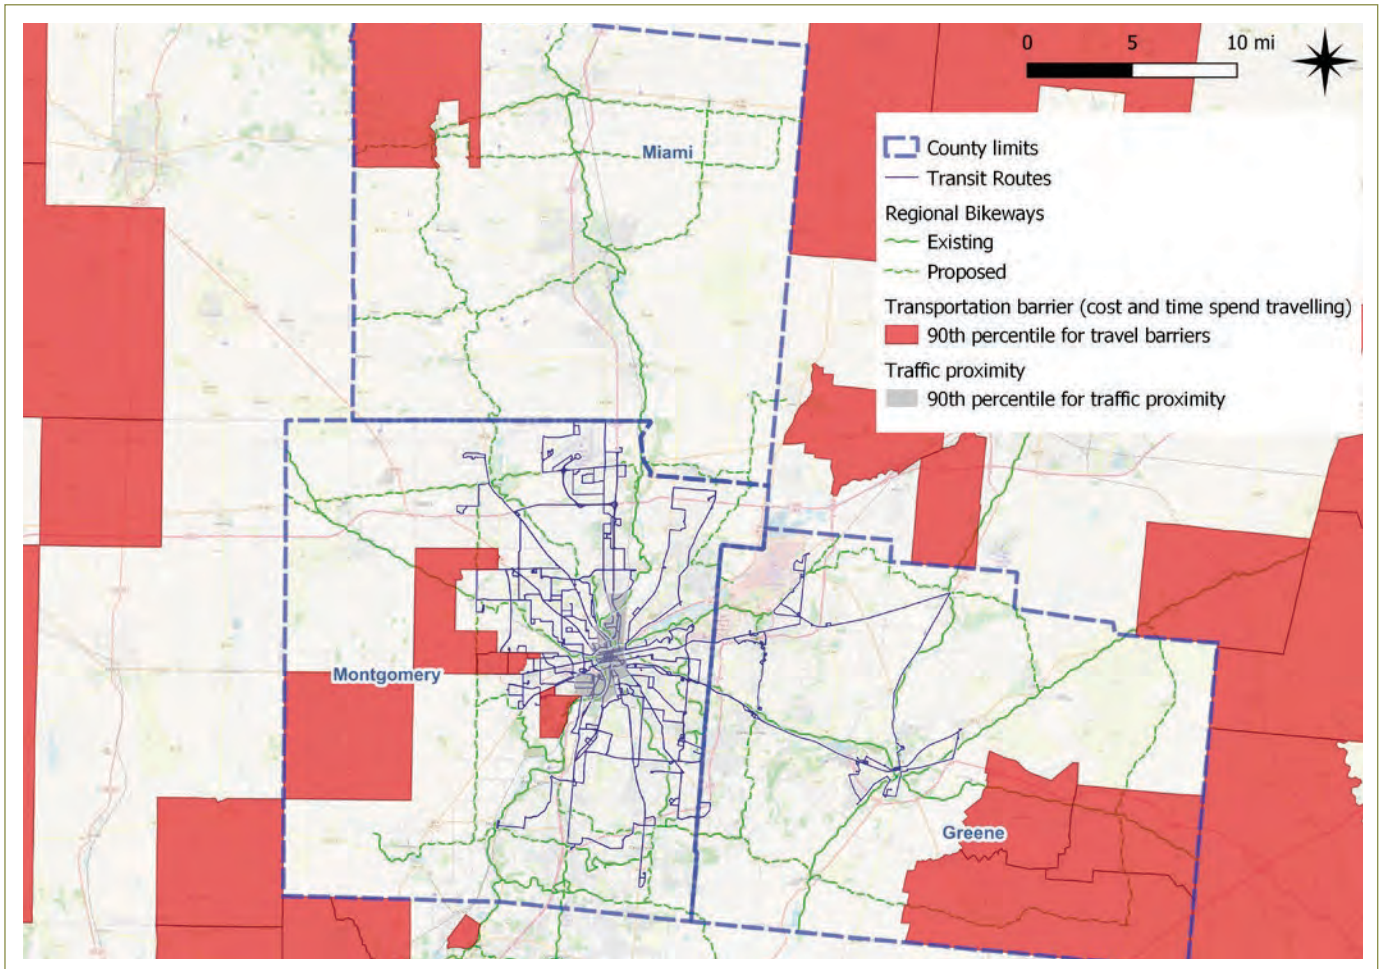 0 5 10 mi
County limits
Transit Routes
Regional Bikeways
Existing
Proposed
Transportation barrier (cost and time spend travelling)
90th percentile for travel barriers
Traffic proximity
90th percentile for traffic proximity
Miami
Montgomery
Greene